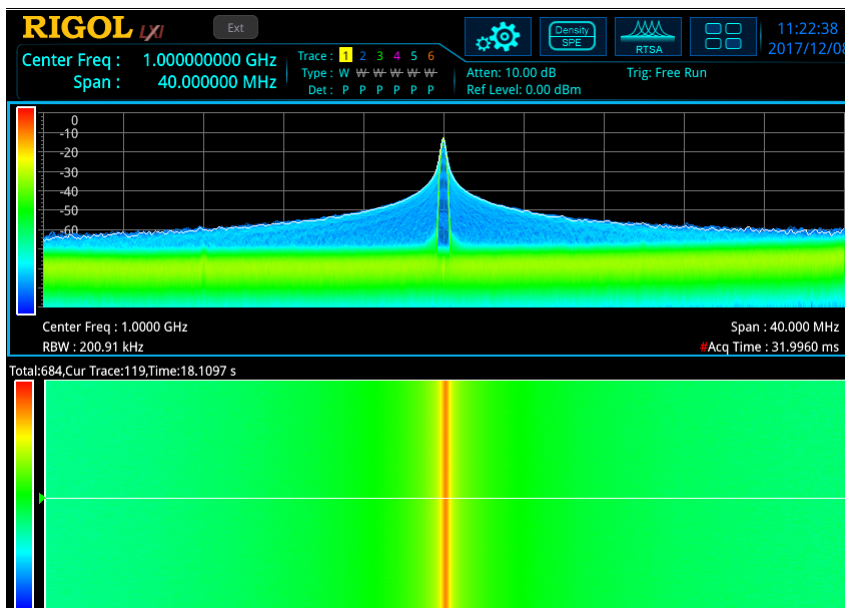 RIGOL LXI Ext
Density
SPE
RTSA
11:22:38
2017/12/08
Center Freq : 1.000000000 GHz
Span : 40.000000 MHz
Trace : 1 2 3 4 5 6
Type : W W W W W W
Det : P P P P P P
Atten: 10.00 dB
Ref Level: 0.00 dBm
Trig: Free Run
0
-10
-20
-30
-40
-50
-60
Center Freq : 1.0000 GHz
Span : 40.000 MHz
RBW : 200.91 kHz
#Acq Time : 31.9960 ms
Total:684,Cur Trace:119,Time:18.1097 s